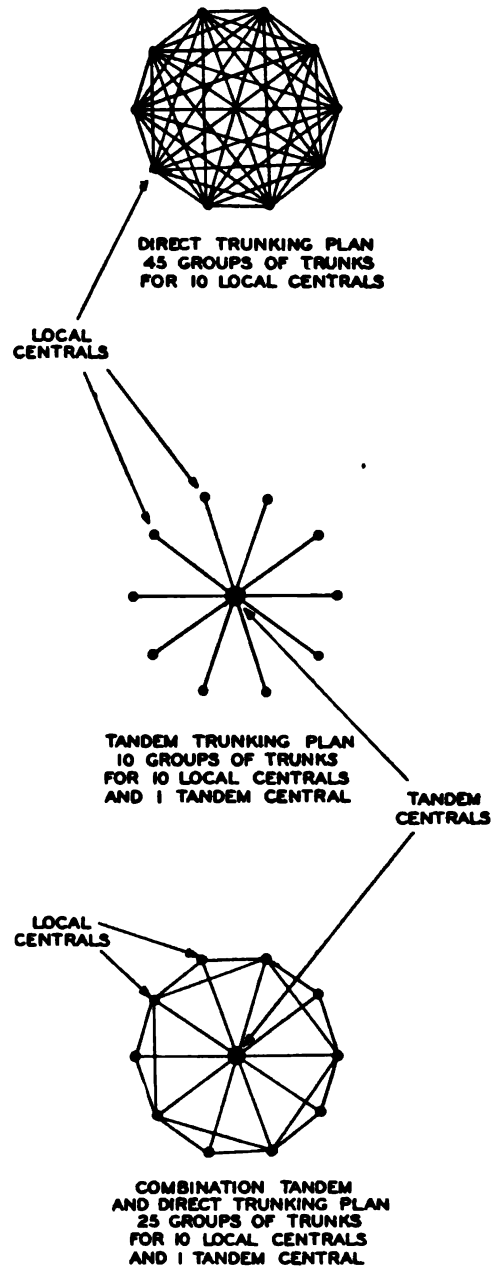 DIRECT TRUNKING PLAN
45 GROUPS OF TRUNKS
FOR 10 LOCAL CENTRALS
LOCAL
CENTRALS
TANDEM TRUNKING PLAN
10 GROUPS OF TRUNKS
FOR 10 LOCAL CENTRALS
AND 1 TANDEM CENTRAL
TANDEM
CENTRALS
LOCAL
CENTRALS
COMBINATION TANDEM
AND DIRECT TRUNKING PLAN
25 GROUPS OF TRUNKS
FOR 10 LOCAL CENTRALS
AND 1 TANDEM CENTRAL